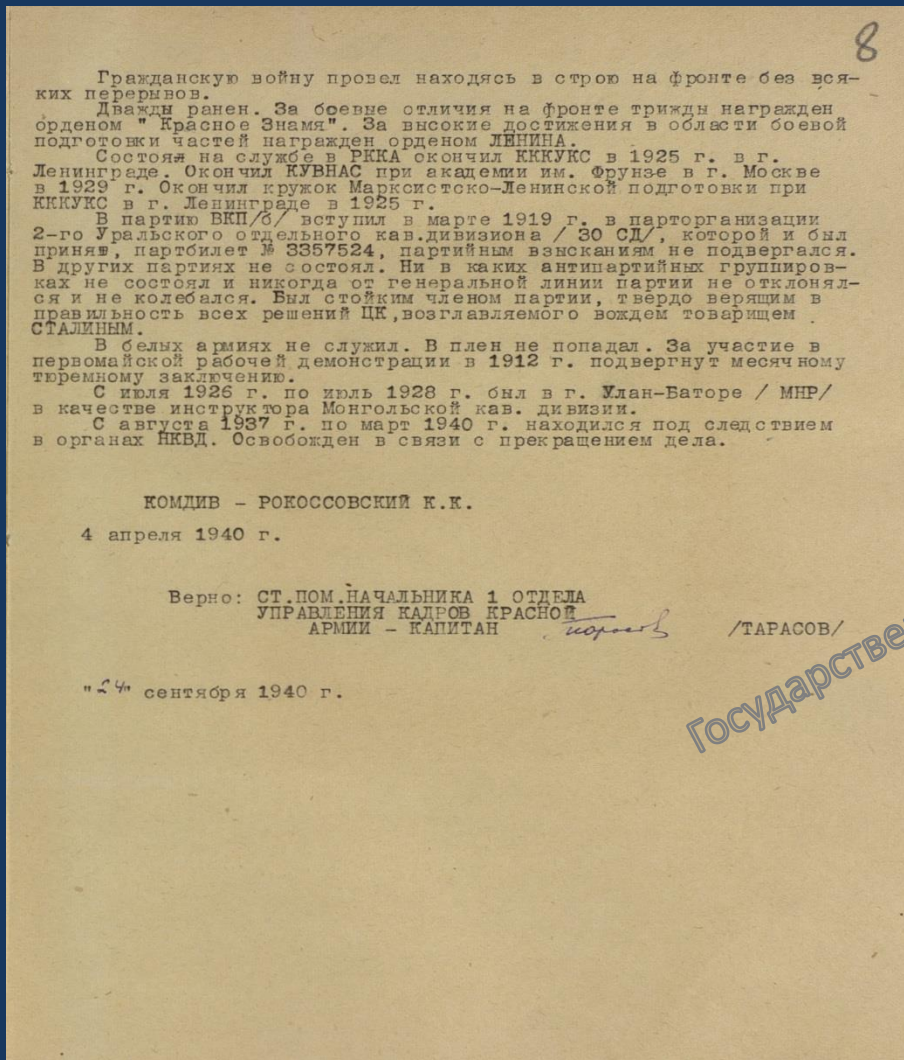 8
Гражданскую войну провел находясь в строю на фронте без вся-
ких перерывов.
Дважды ранен. За боевые отличия на фронте трижды награжден
орденом " Красное Знамя". За высокие достижения в области боевой
подготовки частей награжден орденом ЛЕНИНА.
Состоя на службе в РККА окончил КККУКС в 1925 г. в г.
Ленинграде. Окончил КУВНАС при академии им. Фрунзе в г. Москве
в 1929 г. Окончил кружок Марксистско-Ленинской подготовки при
КККУКС в г. Ленинграде в 1925 г.
В партию ВКП/б/ вступил в марте 1919 г. в парторганизации
2-го Уральского отдельного кав.дивизиона / 30 СД/, которой и был
принят, партбилет № 3357524, партийным взысканиям не подвергался.
В других партиях не состоял. Ни в каких антипартийных группиров-
ках не состоял и никогда от генеральной линии партии не отклонял-
ся и не колебался. Был стойким членом партии, твердо верящим в
правильность всех решений ЦК,возглавляемого вождем товарищем
СТАЛИНЫМ.
В белых армиях не служил. В плен не попадал. За участие в
первомайской рабочей демонстрации в 1912 г. подвергнут месячному
тюремному заключению.
С июля 1926 г. по июль 1928 г. был в г. Улан-Баторе / МНР/
в качестве инструктора Монгольской кав. дивизии.
С августа 1937 г. по март 1940 г. находился под следствием
в органах НКВД. Освобожден в связи с прекращением дела.
КОМДИВ - РОКОССОВСКИЙ К.К.
4 апреля 1940 г.
Верно: СТ.ПОМ.НАЧАЛЬНИКА 1 ОТДЕЛА
УПРАВЛЕНИЯ КАДРОВ КРАСНОЙ
АРМИИ - КАПИТАН /ТАРАСОВ/
"24" сентября 1940 г.